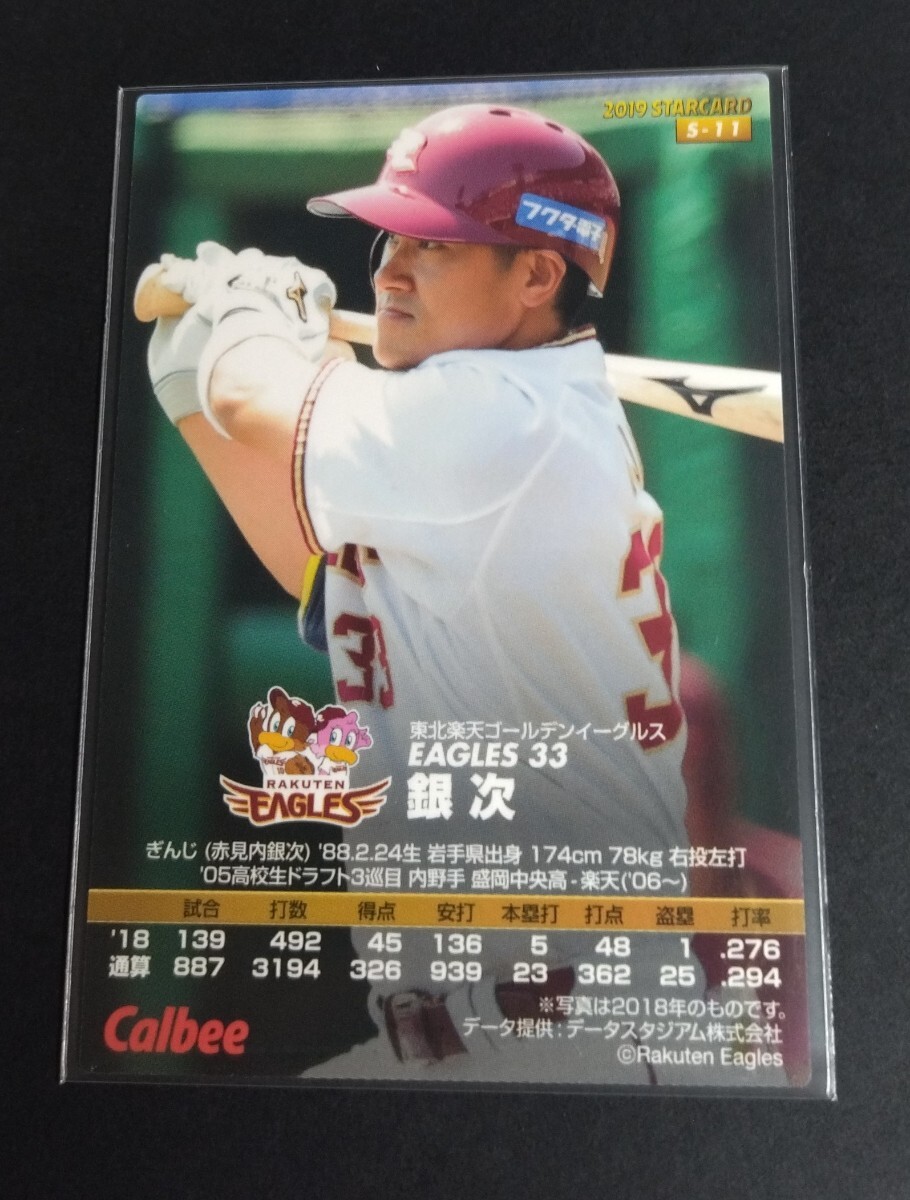 2019 STARCARD
S-11
フクダ電子
33
3
東北楽天ゴールデンイーグルス
EAGLES 33
銀次
RAKUTEN
EAGLES
ぎんじ (赤見内銀次) '88.2.24生 岩手県出身 174cm 78kg 右投左打
'05高校生ドラフト3巡目 内野手 盛岡中央高-楽天('06〜)
試合 打数 得点 安打 本塁打 打点 盗塁 打率
'18 139 492 45 136 5 48 1 .276
通算 887 3194 326 939 23 362 25 .294
※写真は2018年のものです。
データ提供:データスタジアム株式会社
©Rakuten Eagles
Calbee